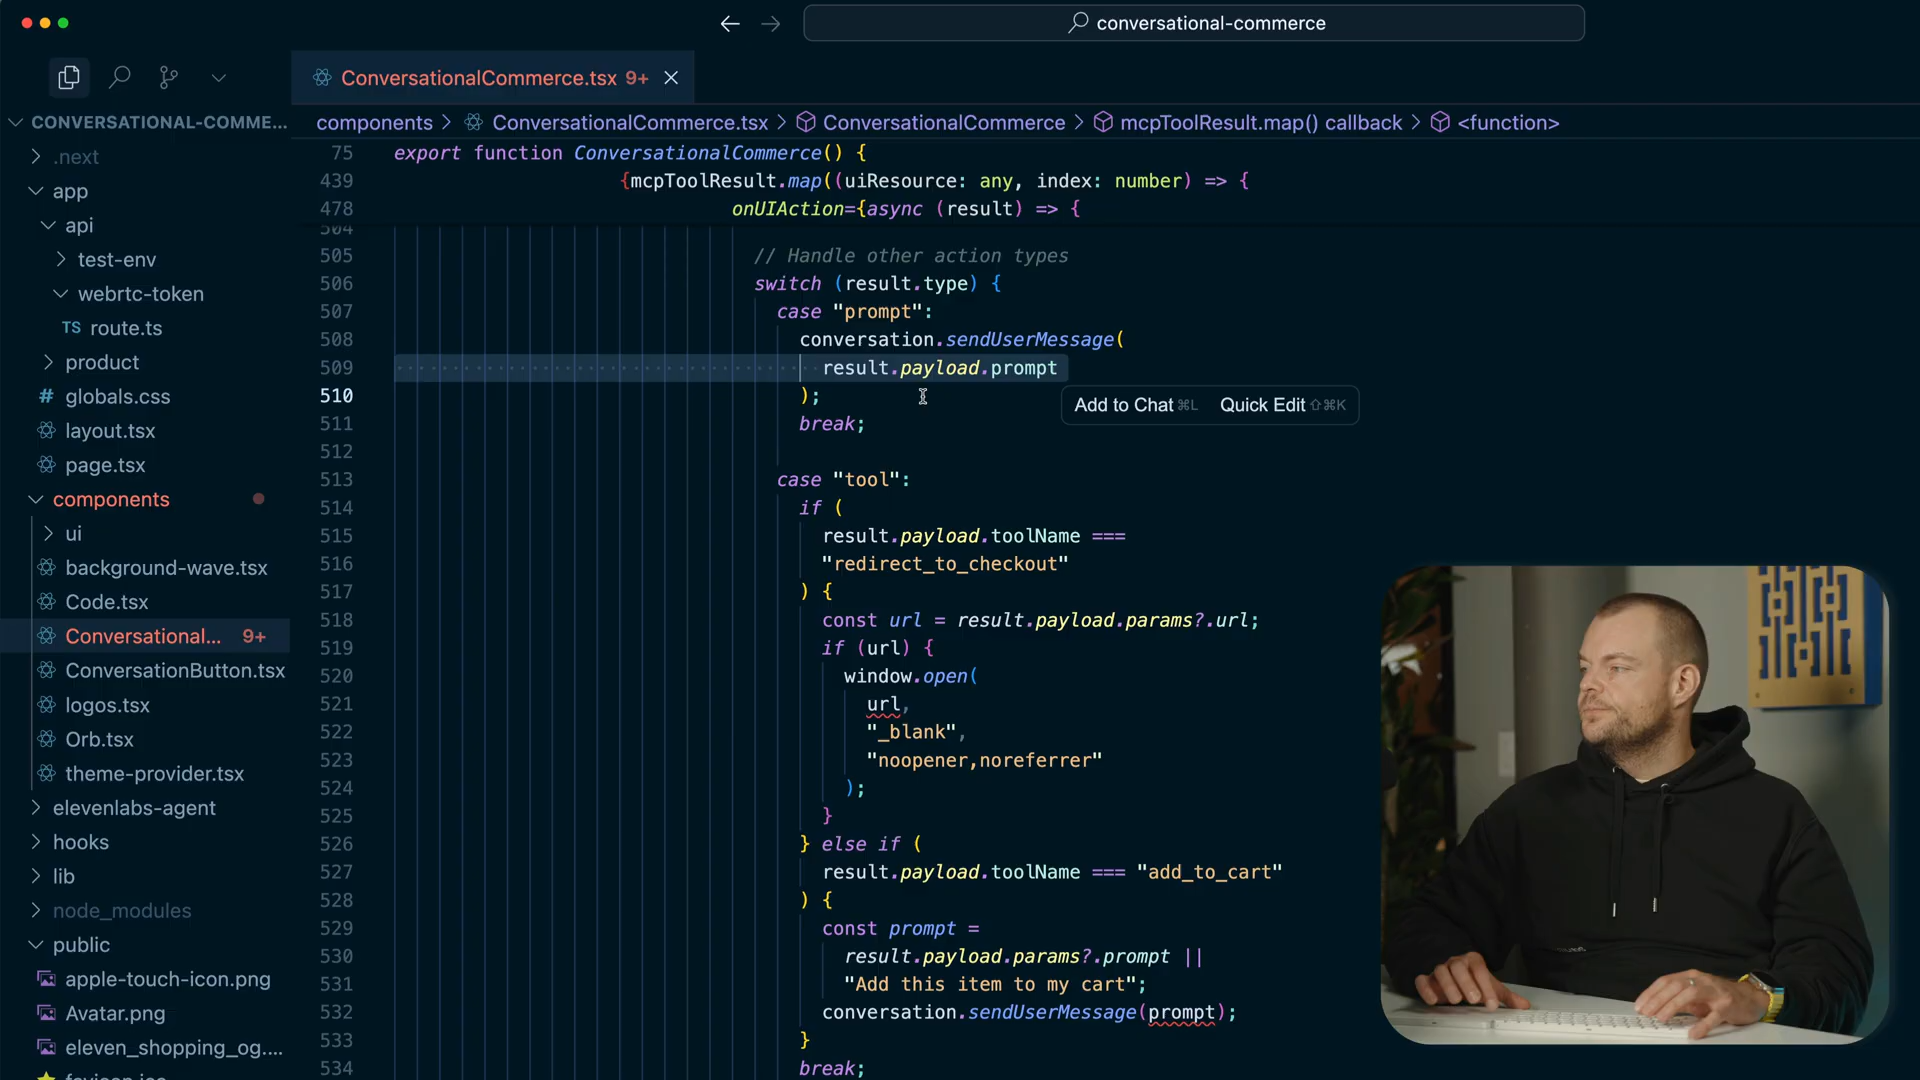 conversational-commerce
ConversationalCommerce.tsx 9+
CONVERSATIONAL-COMME...
components > ConversationalCommerce.tsx > ConversationalCommerce > mcpToolResult.map() callback > <function>
.next
app
api
test-env
webrtc-token
TS route.ts
product
# globals.css
layout.tsx
page.tsx
components
ui
background-wave.tsx
Code.tsx
Conversational... 9+
ConversationButton.tsx
logos.tsx
Orb.tsx
theme-provider.tsx
elevenlabs-agent
hooks
lib
node_modules
public
apple-touch-icon.png
Avatar.png
eleven_shopping_og....
75 export function ConversationalCommerce() {
439 {mcpToolResult.map((uiResource: any, index: number) => {
478 onUIAction={async (result) => {
504
505 // Handle other action types
506 switch (result.type) {
507 case "prompt":
508 conversation.sendUserMessage(
509 result.payload.prompt
510 );
Add to Chat ⌘L Quick Edit ⇧⌘K
511 break;
512
513 case "tool":
514 if (
515 result.payload.toolName ===
516 "redirect_to_checkout"
517 ) {
518 const url = result.payload.params?.url;
519 if (url) {
520 window.open(
521 url,
522 "_blank",
523 "noopener,noreferrer"
524 );
525 }
526 } else if (
527 result.payload.toolName === "add_to_cart"
528 ) {
529 const prompt =
530 result.payload.params?.prompt ||
531 "Add this item to my cart";
532 conversation.sendUserMessage(prompt);
533 }
534 break;